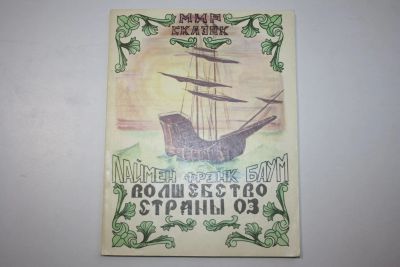 МИР
СКАЗОК
ЛАЙМЕН ФРЭНК БАУМ
ВОЛШЕБСТВО
СТРАНЫ ОЗ